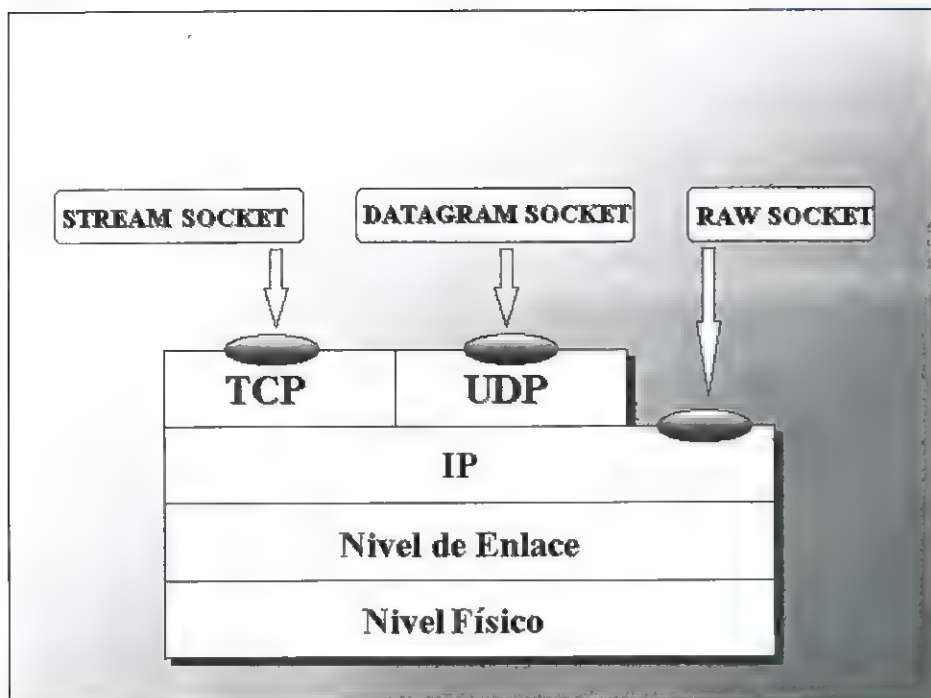 STREAM SOCKET
DATAGRAM SOCKET
RAW SOCKET
TCP
UDP
IP
Nivel de Enlace
Nivel Físico